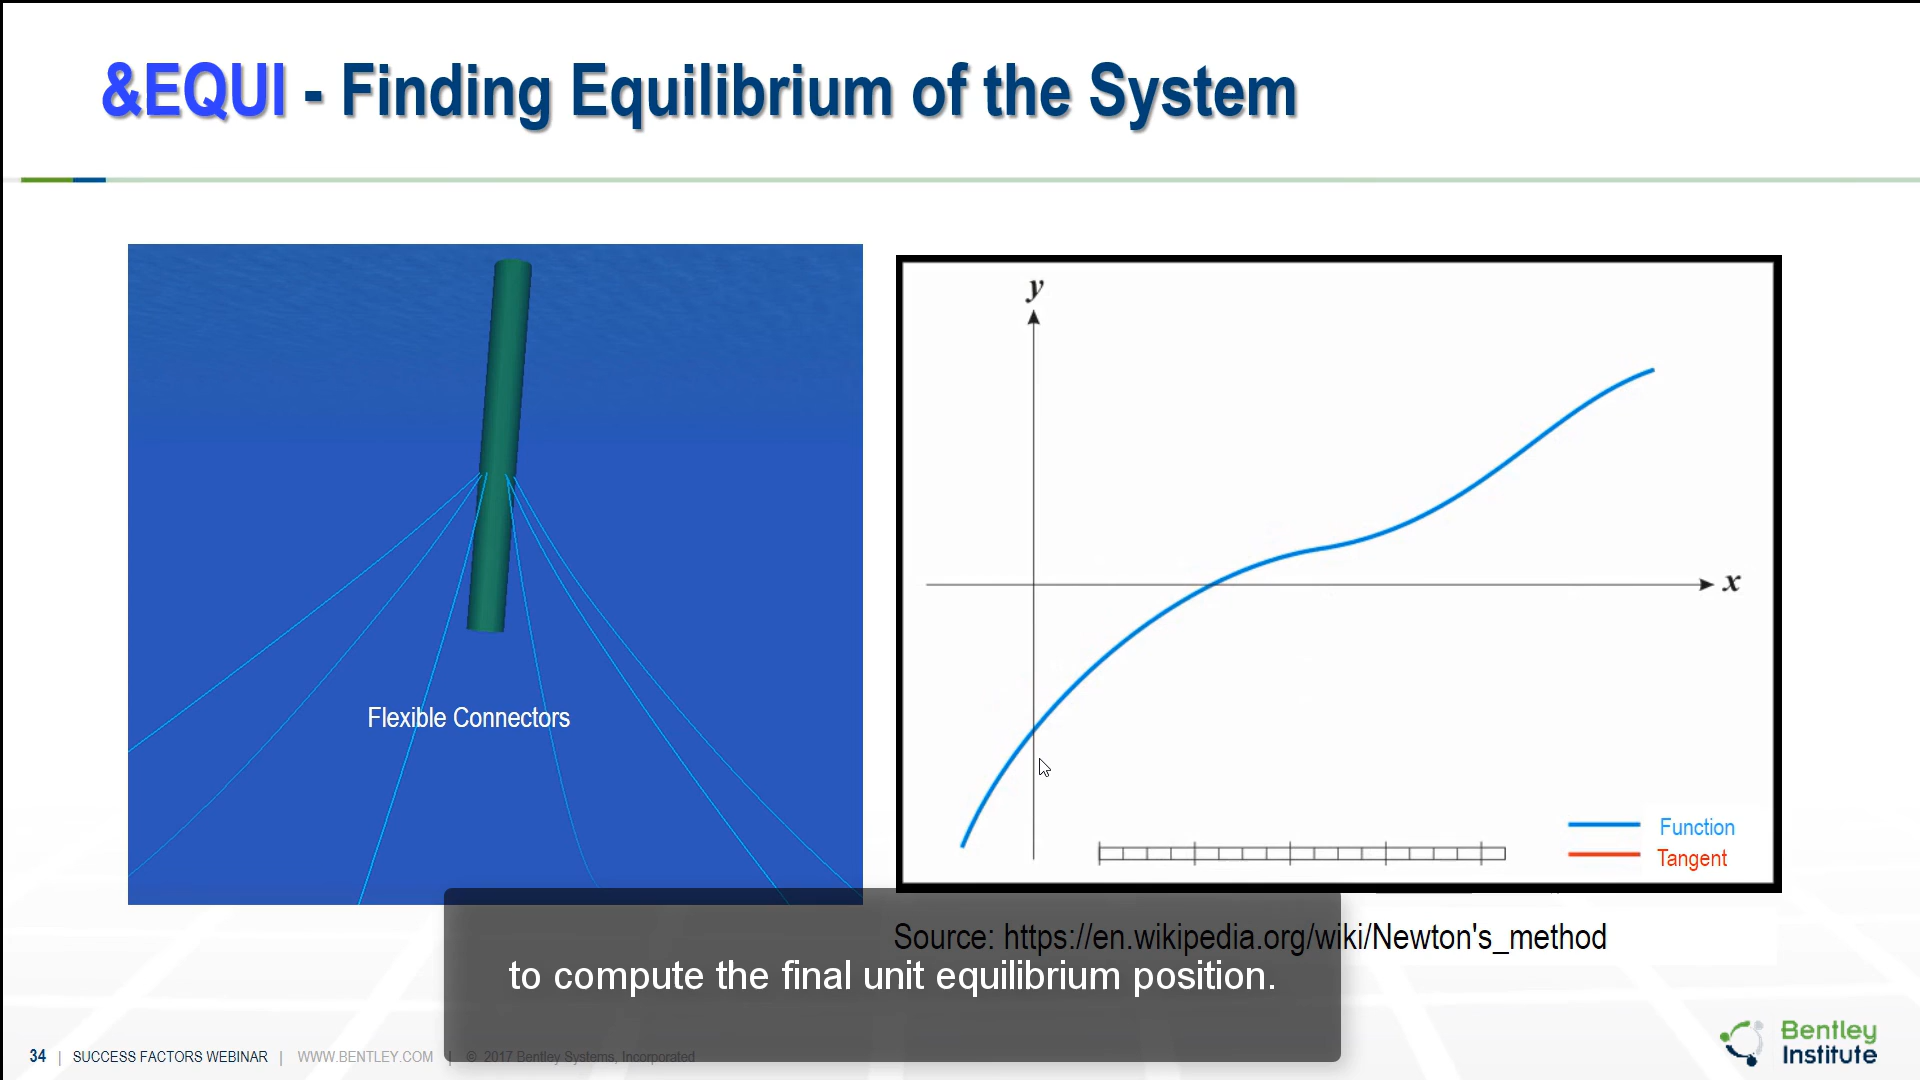 &EQUI - Finding Equilibrium of the System
y
x
Flexible Connectors
Function
Tangent
Source: https://en.wikipedia.org/wiki/Newton's_method
to compute the final unit equilibrium position.
34 | SUCCESS FACTORS WEBINAR | WWW.BENTLEY.COM | © 2017 Bentley Systems, Incorporated
Bentley
Institute